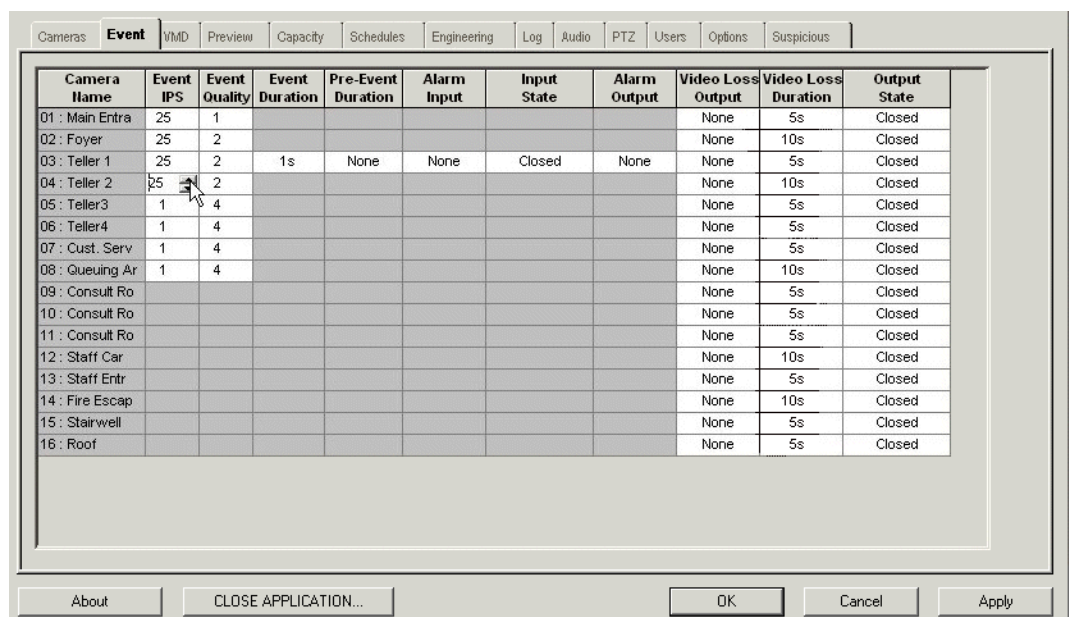 Cameras Event VMD Preview Capacity Schedules Engineering Log Audio PTZ Users Options Suspicious
Camera Name Event IPS Event Quality Event Duration Pre-Event Duration Alarm Input Input State Alarm Output Video Loss Output Video Loss Duration Output State
01 : Main Entra 25 1 None 5s Closed
02 : Foyer 25 2 None 10s Closed
03 : Teller 1 25 2 1s None None Closed None None 5s Closed
04 : Teller 2 25 2 None 10s Closed
05 : Teller3 1 4 None 5s Closed
06 : Teller4 1 4 None 5s Closed
07 : Cust. Serv 1 4 None 5s Closed
08 : Queuing Ar 1 4 None 10s Closed
09 : Consult Ro None 5s Closed
10 : Consult Ro None 5s Closed
11 : Consult Ro None 5s Closed
12 : Staff Car None 10s Closed
13 : Staff Entr None 5s Closed
14 : Fire Escap None 10s Closed
15 : Stairwell None 5s Closed
16 : Roof None 5s Closed
About CLOSE APPLICATION... OK Cancel Apply